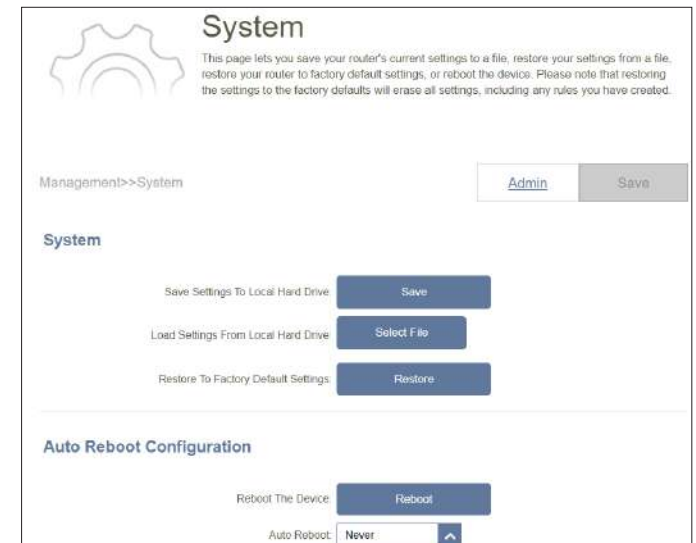 System
This page lets you save your router's current settings to a file, restore your settings from a file,
restore your router to factory default settings, or reboot the device. Please note that restoring
the settings to the factory defaults will erase all settings, including any rules you have created.
Management>>System
Admin
Save
System
Save Settings To Local Hard Drive:
Save
Load Settings From Local Hard Drive:
Select File
Restore To Factory Default Settings:
Restore
Auto Reboot Configuration
Reboot The Device:
Reboot
Auto Reboot:
Never